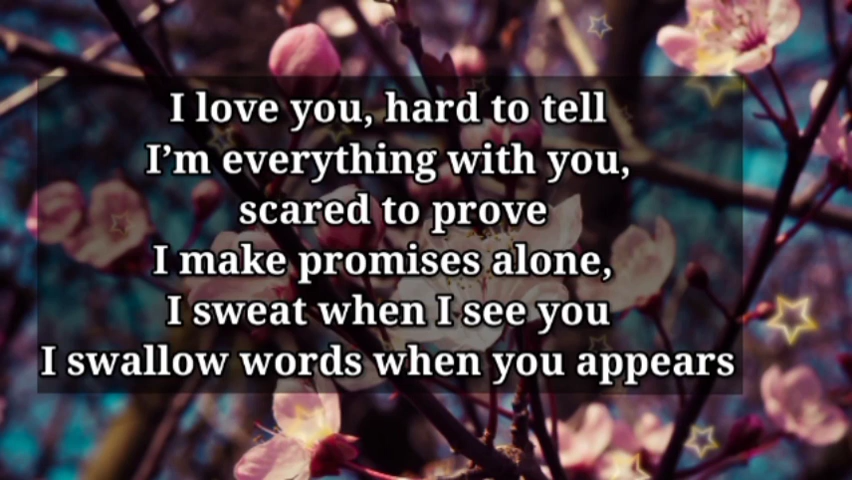 I love you, hard to tell
I’m everything with you,
scared to prove
I make promises alone,
I sweat when I see you
I swallow words when you appears